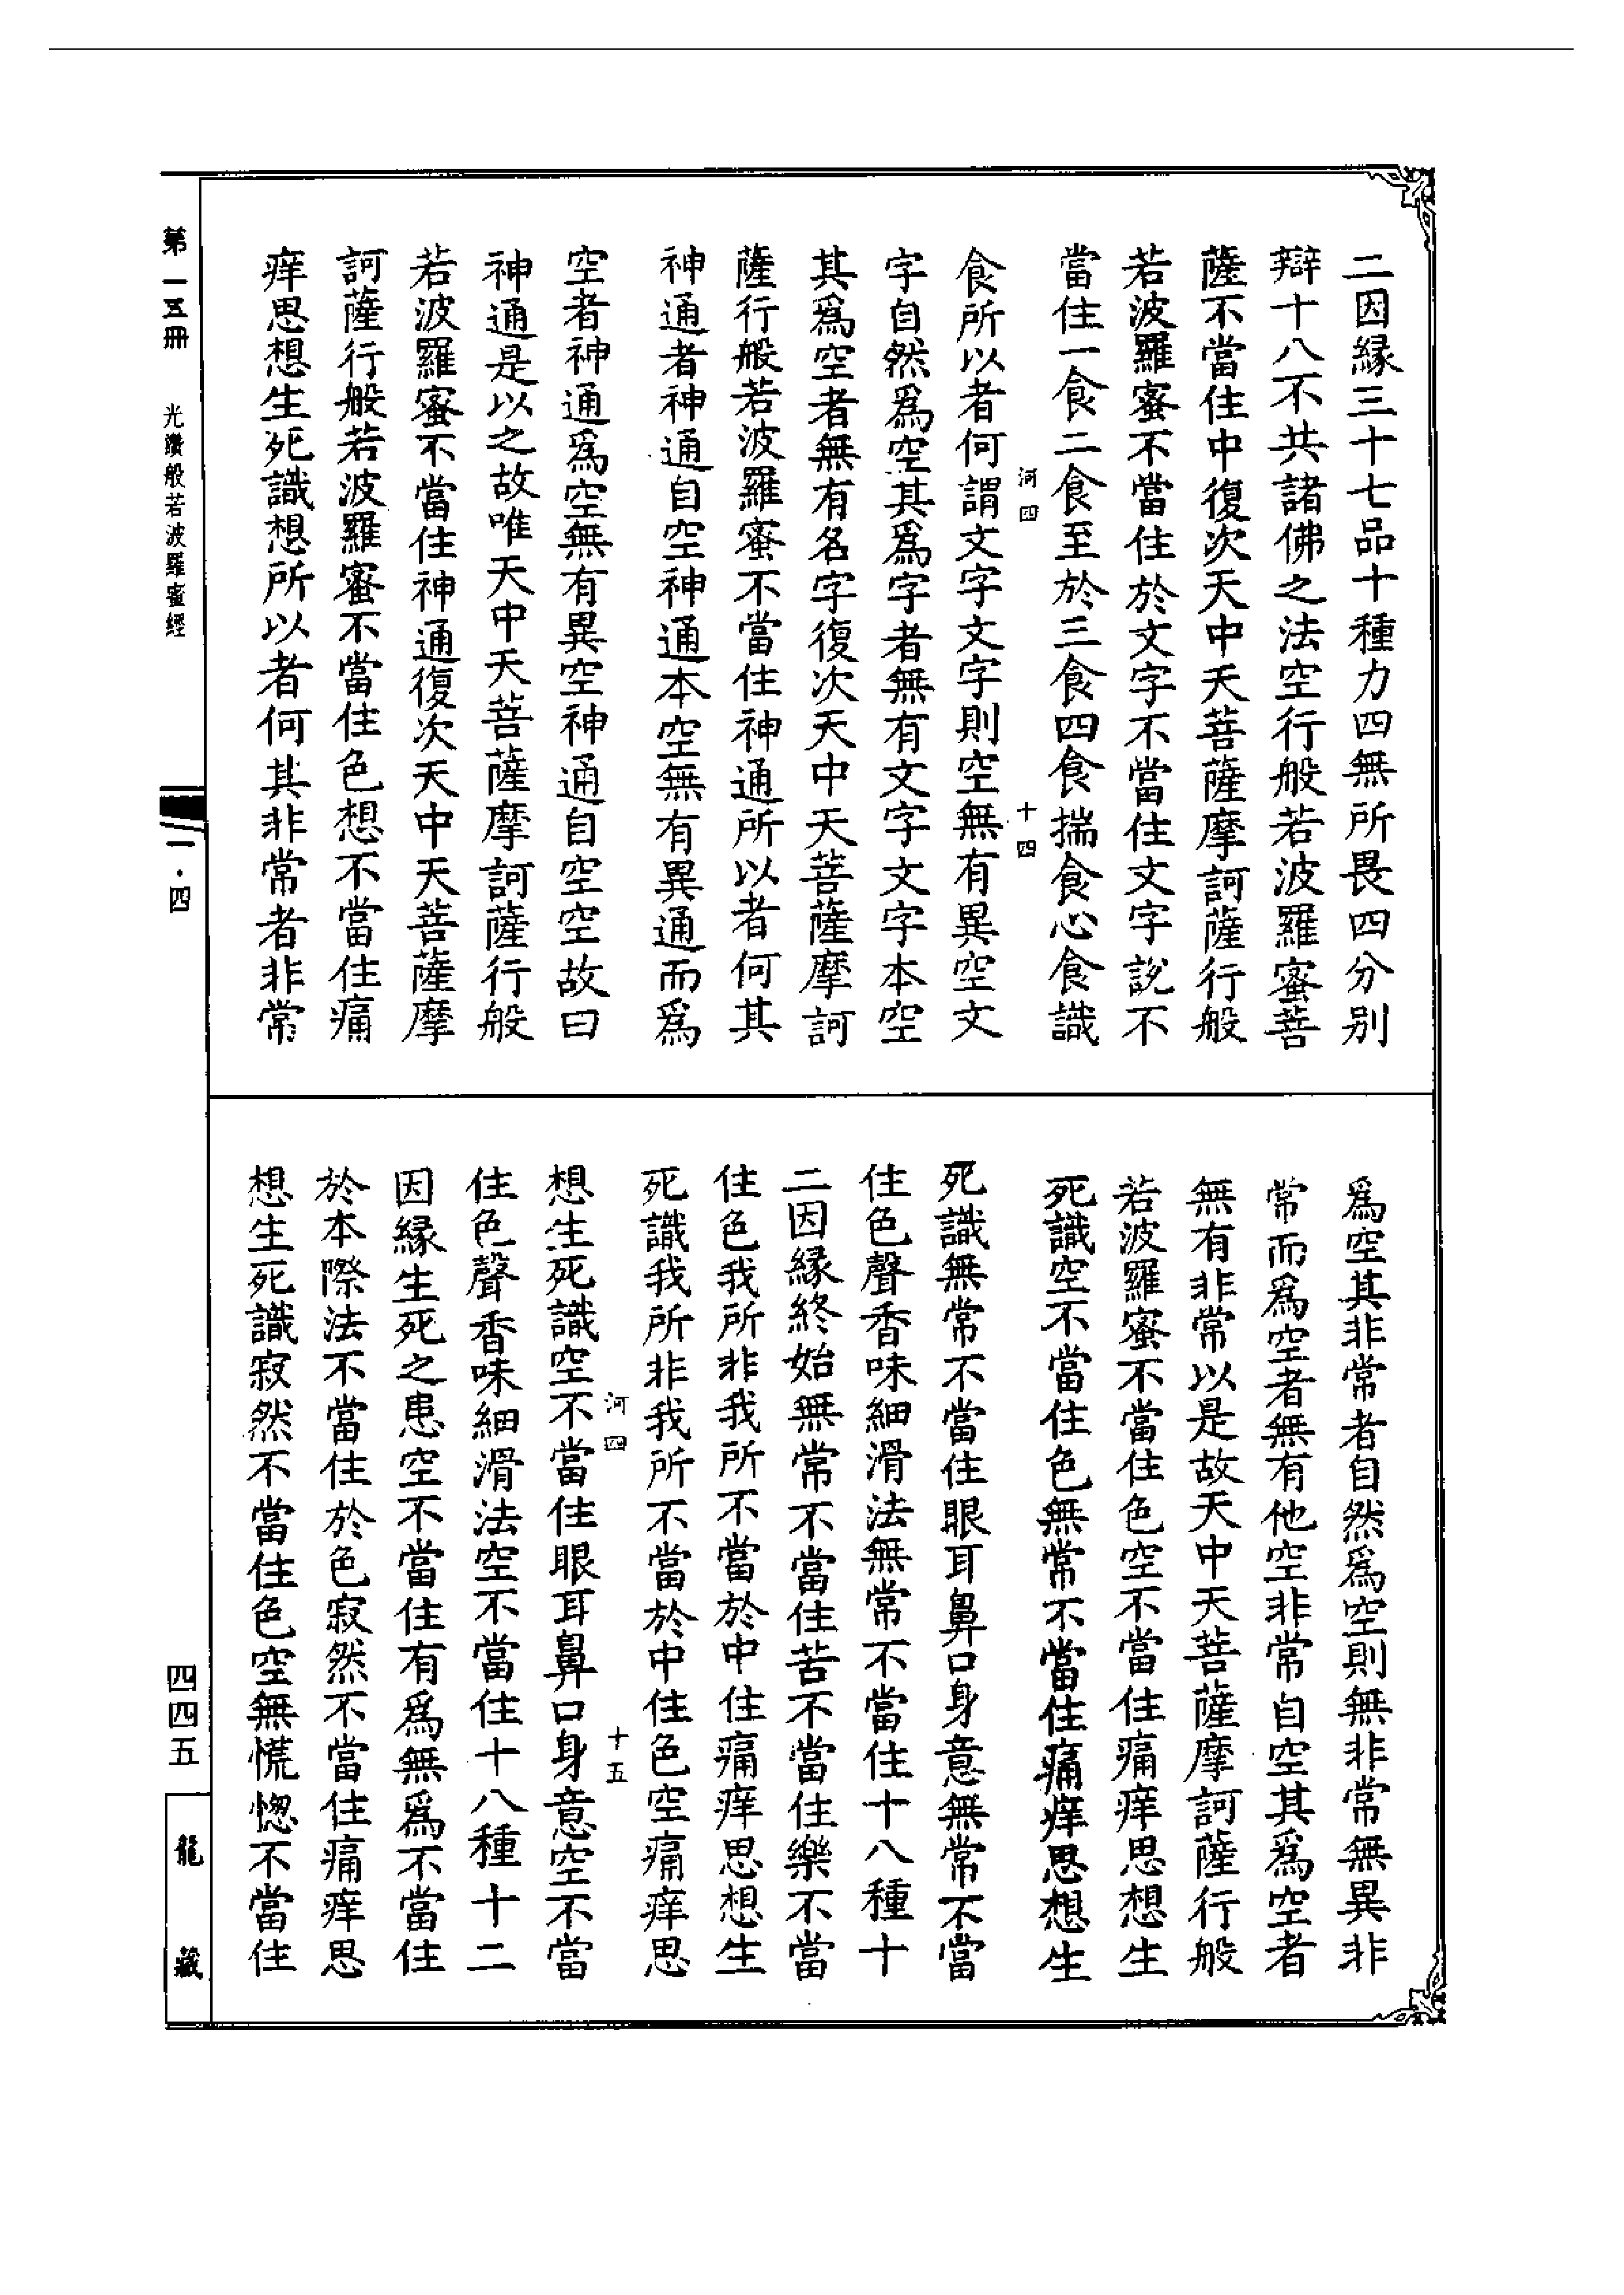 二因緣三十七品十種力四無所畏四分別
辯十八不共諸佛之法空行般若波羅蜜菩
薩不當住中復次天中天菩薩摩訶薩行般
若波羅蜜不當住於文字不當住文字說不
當住一食二食至於三食四食揣食心食識
河四 十四
食所以者何謂文字文字則空無有異空文
字自然爲空其爲字者無有文字文字本空
其爲空者無有名字復次天中天菩薩摩訶
薩行般若波羅蜜不當住神通所以者何其
神通者神通自空神通本空無有異通而爲
空者神通爲空無有異空神通自空空故曰
神通是以之故唯天中天菩薩摩訶薩行般
若波羅蜜不當住神通復次天中天菩薩摩
訶薩行般若波羅蜜不當住色想不當住痛
痒思想生死識想所以者何其非常者非常
爲空其非常者自然爲空則無非常無異非
常而爲空者無有他空非常自空其爲空者
無有非常以是故天中天菩薩摩訶薩行般
若波羅蜜不當住色空不當住痛痒思想生
死識空不當住色無常不當住痛痒思想生
死識無常不當住眼耳鼻口身意無常不當
住色聲香味細滑法無常不當住十八種十
二因緣終始無常不當住苦不當住樂不當
住色我所非我所不當於中住痛痒思想生
死識我所非我所不當於中住色空痛痒思
河四 十五
想生死識空不當住眼耳鼻口身意空不當
住色聲香味細滑法空不當住十八種十二
因緣生死之患空不當住有爲無爲不當住
於本際法不當住於色寂然不當住痛痒思
想生死識寂然不當住色空無慌惚不當住
第一五冊 光讚般若波羅蜜經 一·四 四四五 龍藏